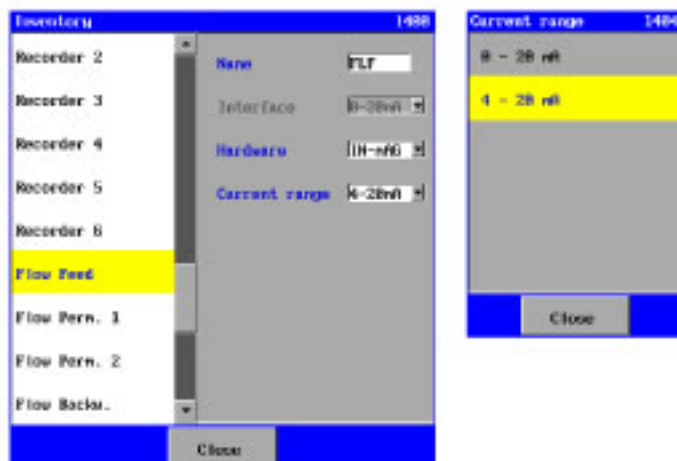 Inventory 1400
Recorder 2
Recorder 3
Recorder 4
Recorder 5
Recorder 6
Flow Feed
Flow Perm. 1
Flow Perm. 2
Flow Backw.
Name FLF
Interface 0-20mA
Hardware IN-mA6
Current range 4-20mA
Close
Current range 1404
0 - 20 mA
4 - 20 mA
Close